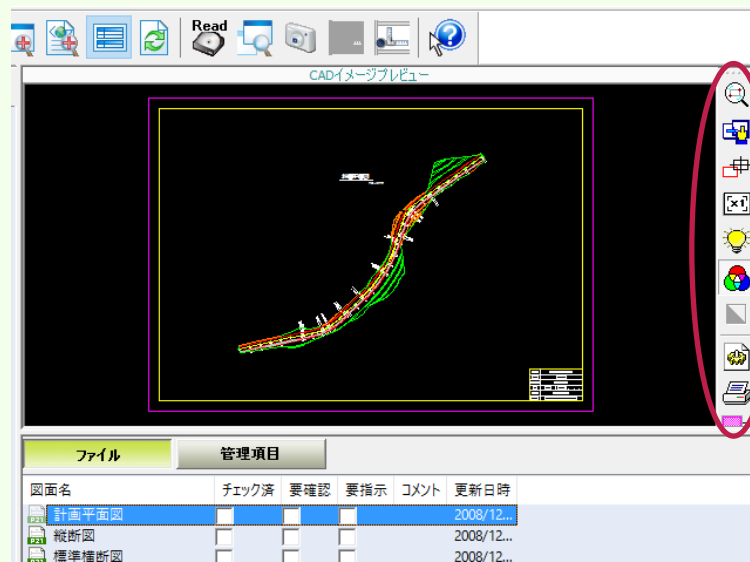 Read
CADイメージプレビュー
[×1]
ファイル 管理項目
図面名 チェック済 要確認 要指示 コメント 更新日時
P21 計画平面図 2008/12...
P21 縦断図 2008/12...
標準横断図 2008/12...